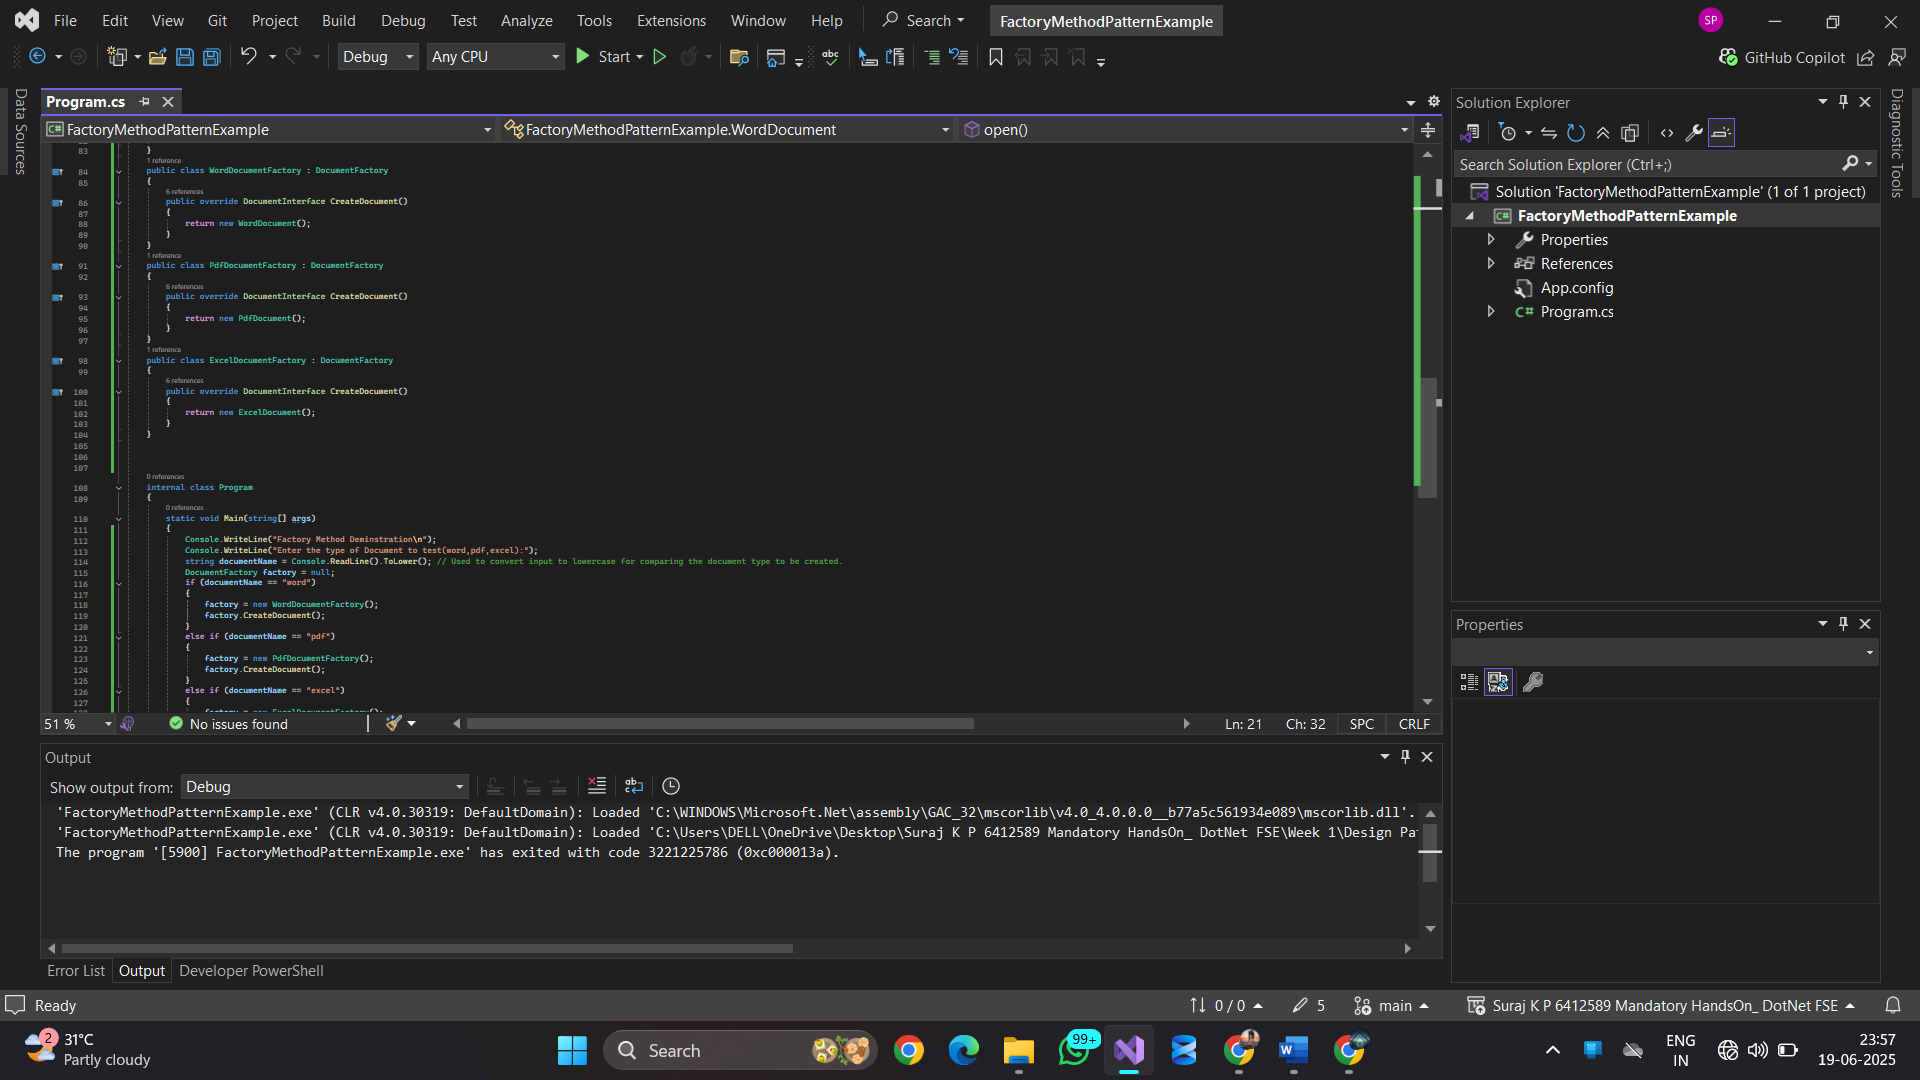 File Edit View Git Project Build Debug Test Analyze Tools Extensions Window Help Search FactoryMethodPatternExample SP
Debug Any CPU Start GitHub Copilot
Data Sources
Program.cs
FactoryMethodPatternExample FactoryMethodPatternExample.WordDocument open()
83 }
1 reference
84 public class WordDocumentFactory : DocumentFactory
85 {
6 references
86 public override DocumentInterface CreateDocument()
87 {
88 return new WordDocument();
89 }
90 }
1 reference
91 public class PdfDocumentFactory : DocumentFactory
92 {
6 references
93 public override DocumentInterface CreateDocument()
94 {
95 return new PdfDocument();
96 }
97 }
1 reference
98 public class ExcelDocumentFactory : DocumentFactory
99 {
6 references
100 public override DocumentInterface CreateDocument()
101 {
102 return new ExcelDocument();
103 }
104 }
105
106
107
0 references
108 internal class Program
109 {
0 references
110 static void Main(string[] args)
111 {
112 Console.WriteLine("Factory Method Deminstration\n");
113 Console.WriteLine("Enter the type of Document to test(word,pdf,excel):");
114 string documentName = Console.ReadLine().ToLower(); // Used to convert input to lowercase for comparing the document type to be created.
115 DocumentFactory factory = null;
116 if (documentName == "word")
117 {
118 factory = new WordDocumentFactory();
119 factory.CreateDocument();
120 }
121 else if (documentName == "pdf")
122 {
123 factory = new PdfDocumentFactory();
124 factory.CreateDocument();
125 }
126 else if (documentName == "excel")
127 {
51 % No issues found Ln: 21 Ch: 32 SPC CRLF
Output
Show output from: Debug
'FactoryMethodPatternExample.exe' (CLR v4.0.30319: DefaultDomain): Loaded 'C:\WINDOWS\Microsoft.Net\assembly\GAC_32\mscorlib\v4.0_4.0.0.0__b77a5c561934e089\mscorlib.dll'.
'FactoryMethodPatternExample.exe' (CLR v4.0.30319: DefaultDomain): Loaded 'C:\Users\DELL\OneDrive\Desktop\Suraj K P 6412589 Mandatory HandsOn_ DotNet FSE\Week 1\Design Pa
The program '[5900] FactoryMethodPatternExample.exe' has exited with code 3221225786 (0xc000013a).
Error List Output Developer PowerShell
Solution Explorer
Search Solution Explorer (Ctrl+;)
Solution 'FactoryMethodPatternExample' (1 of 1 project)
FactoryMethodPatternExample
Properties
References
App.config
C# Program.cs
Properties
Diagnostic Tools
Ready 0 / 0 5 main Suraj K P 6412589 Mandatory HandsOn_ DotNet FSE
2 31°C
Partly cloudy
Search
99+
ENG
IN
23:57
19-06-2025